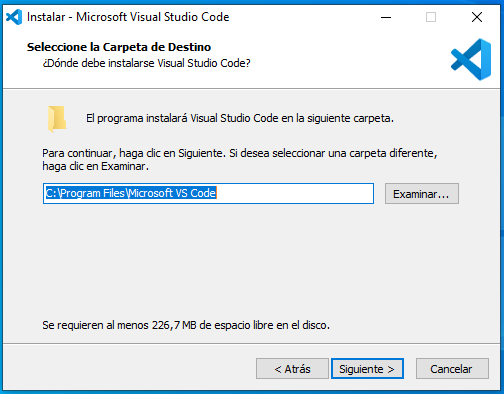 Instalar - Microsoft Visual Studio Code
Seleccione la Carpeta de Destino
¿Dónde debe instalarse Visual Studio Code?
El programa instalará Visual Studio Code en la siguiente carpeta.
Para continuar, haga clic en Siguiente. Si desea seleccionar una carpeta diferente,
haga clic en Examinar.
C:\Program Files\Microsoft VS Code
Examinar...
Se requieren al menos 226,7 MB de espacio libre en el disco.
< Atrás
Siguiente >
Cancelar